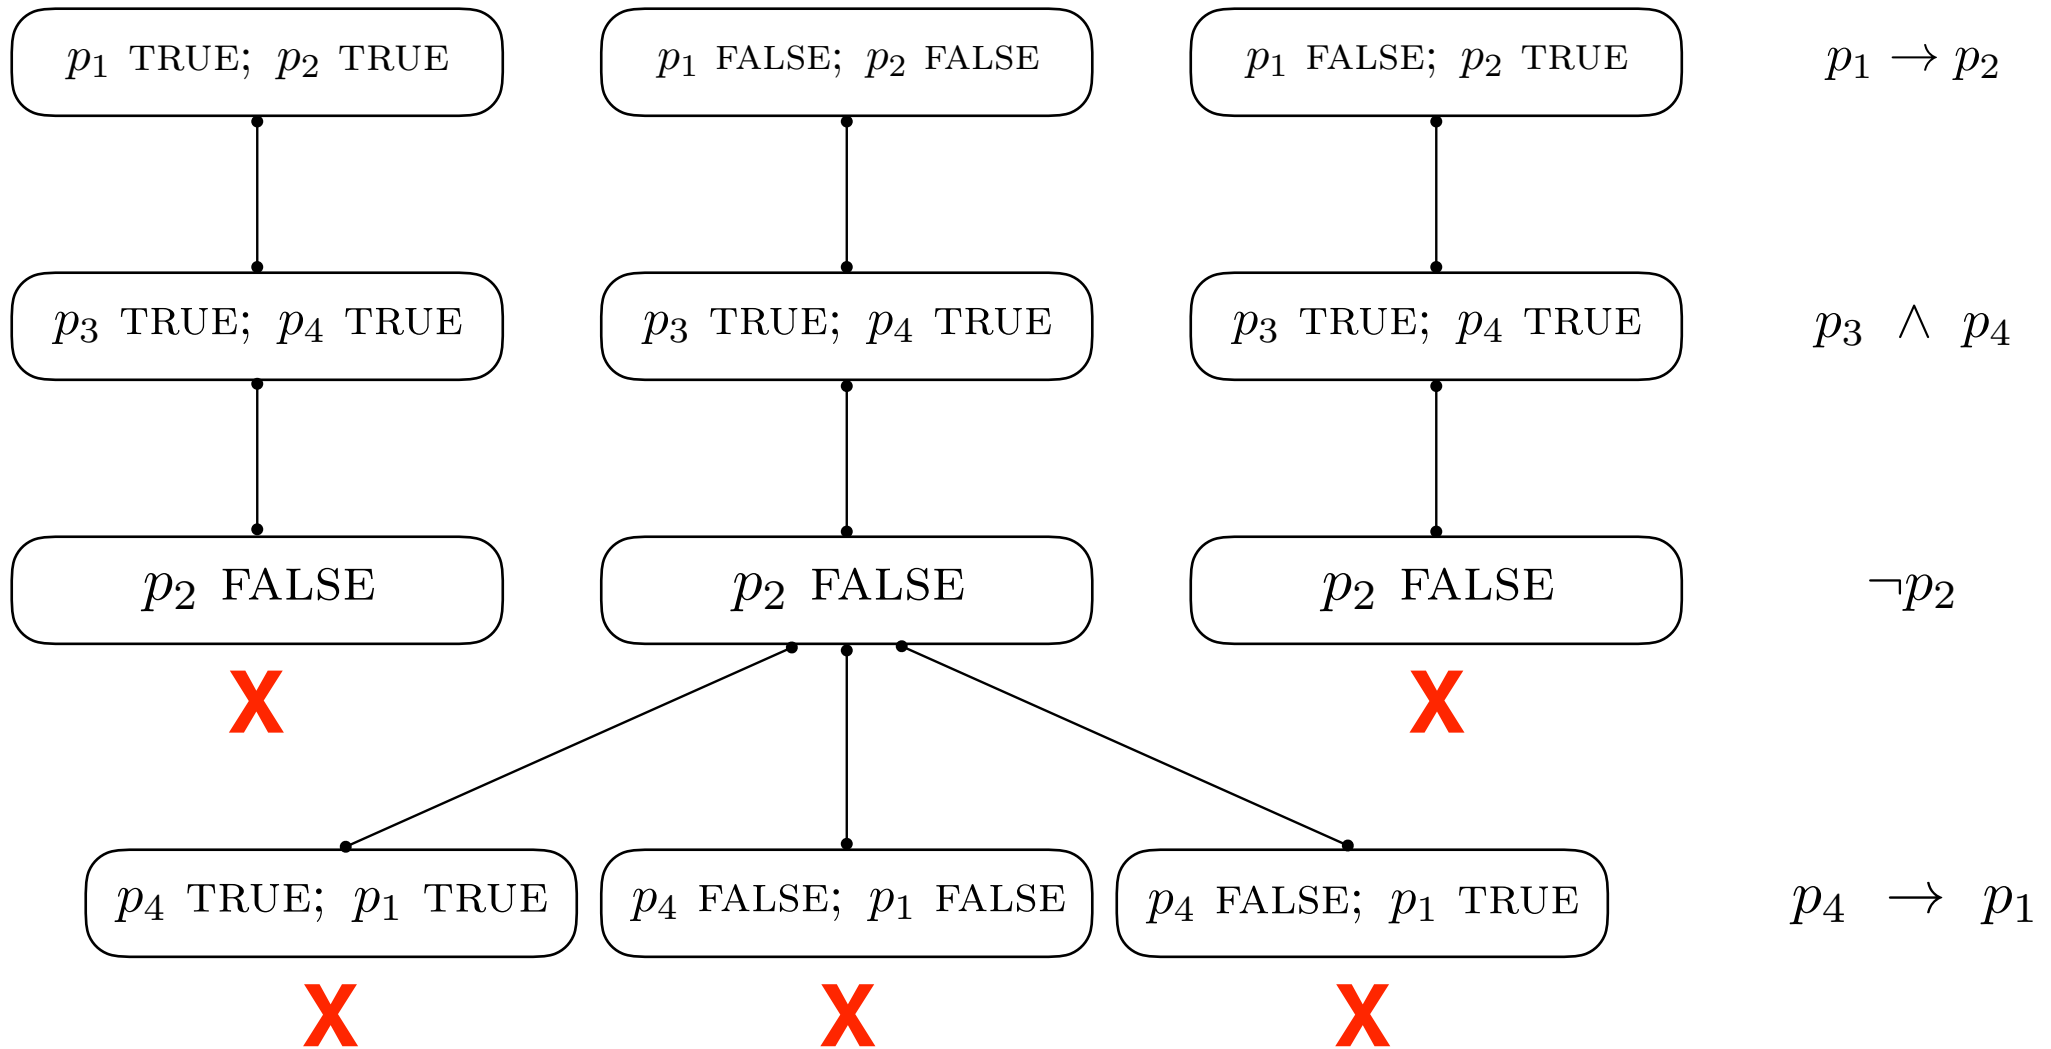 p₁ TRUE; p₂ TRUE p₁ FALSE; p₂ FALSE p₁ FALSE; p₂ TRUE p₁ → p₂
p₃ TRUE; p₄ TRUE p₃ TRUE; p₄ TRUE p₃ TRUE; p₄ TRUE p₃ ∧ p₄
p₂ FALSE p₂ FALSE p₂ FALSE ¬p₂
X X
p₄ TRUE; p₁ TRUE p₄ FALSE; p₁ FALSE p₄ FALSE; p₁ TRUE p₄ → p₁
X X X